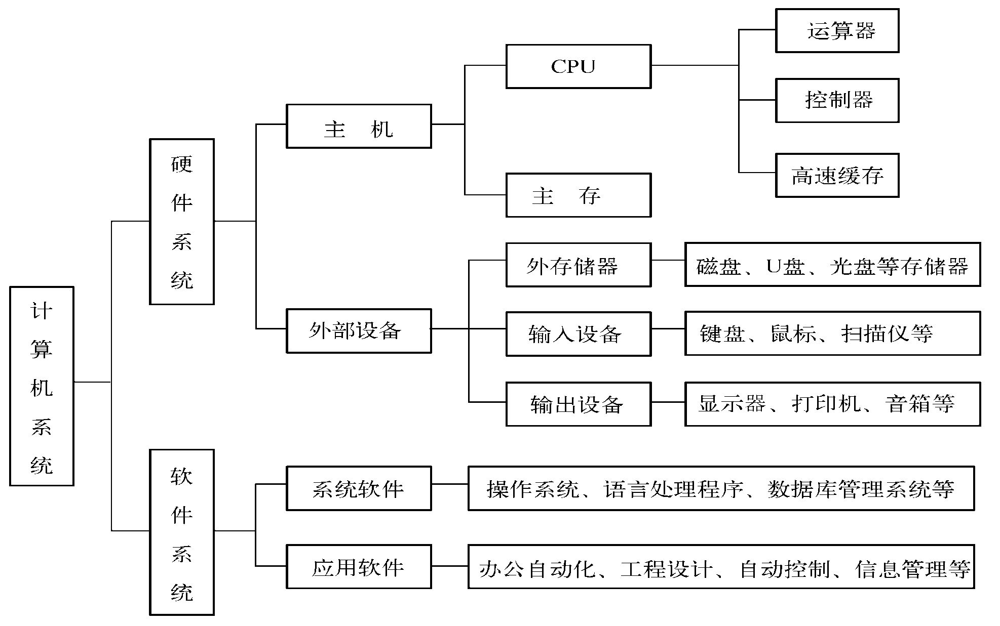 计算机系统
硬件系统
主 机
CPU
运算器
控制器
高速缓存
主 存
外部设备
外存储器
磁盘、U盘、光盘等存储器
输入设备
键盘、鼠标、扫描仪等
输出设备
显示器、打印机、音箱等
软件系统
系统软件
操作系统、语言处理程序、数据库管理系统等
应用软件
办公自动化、工程设计、自动控制、信息管理等